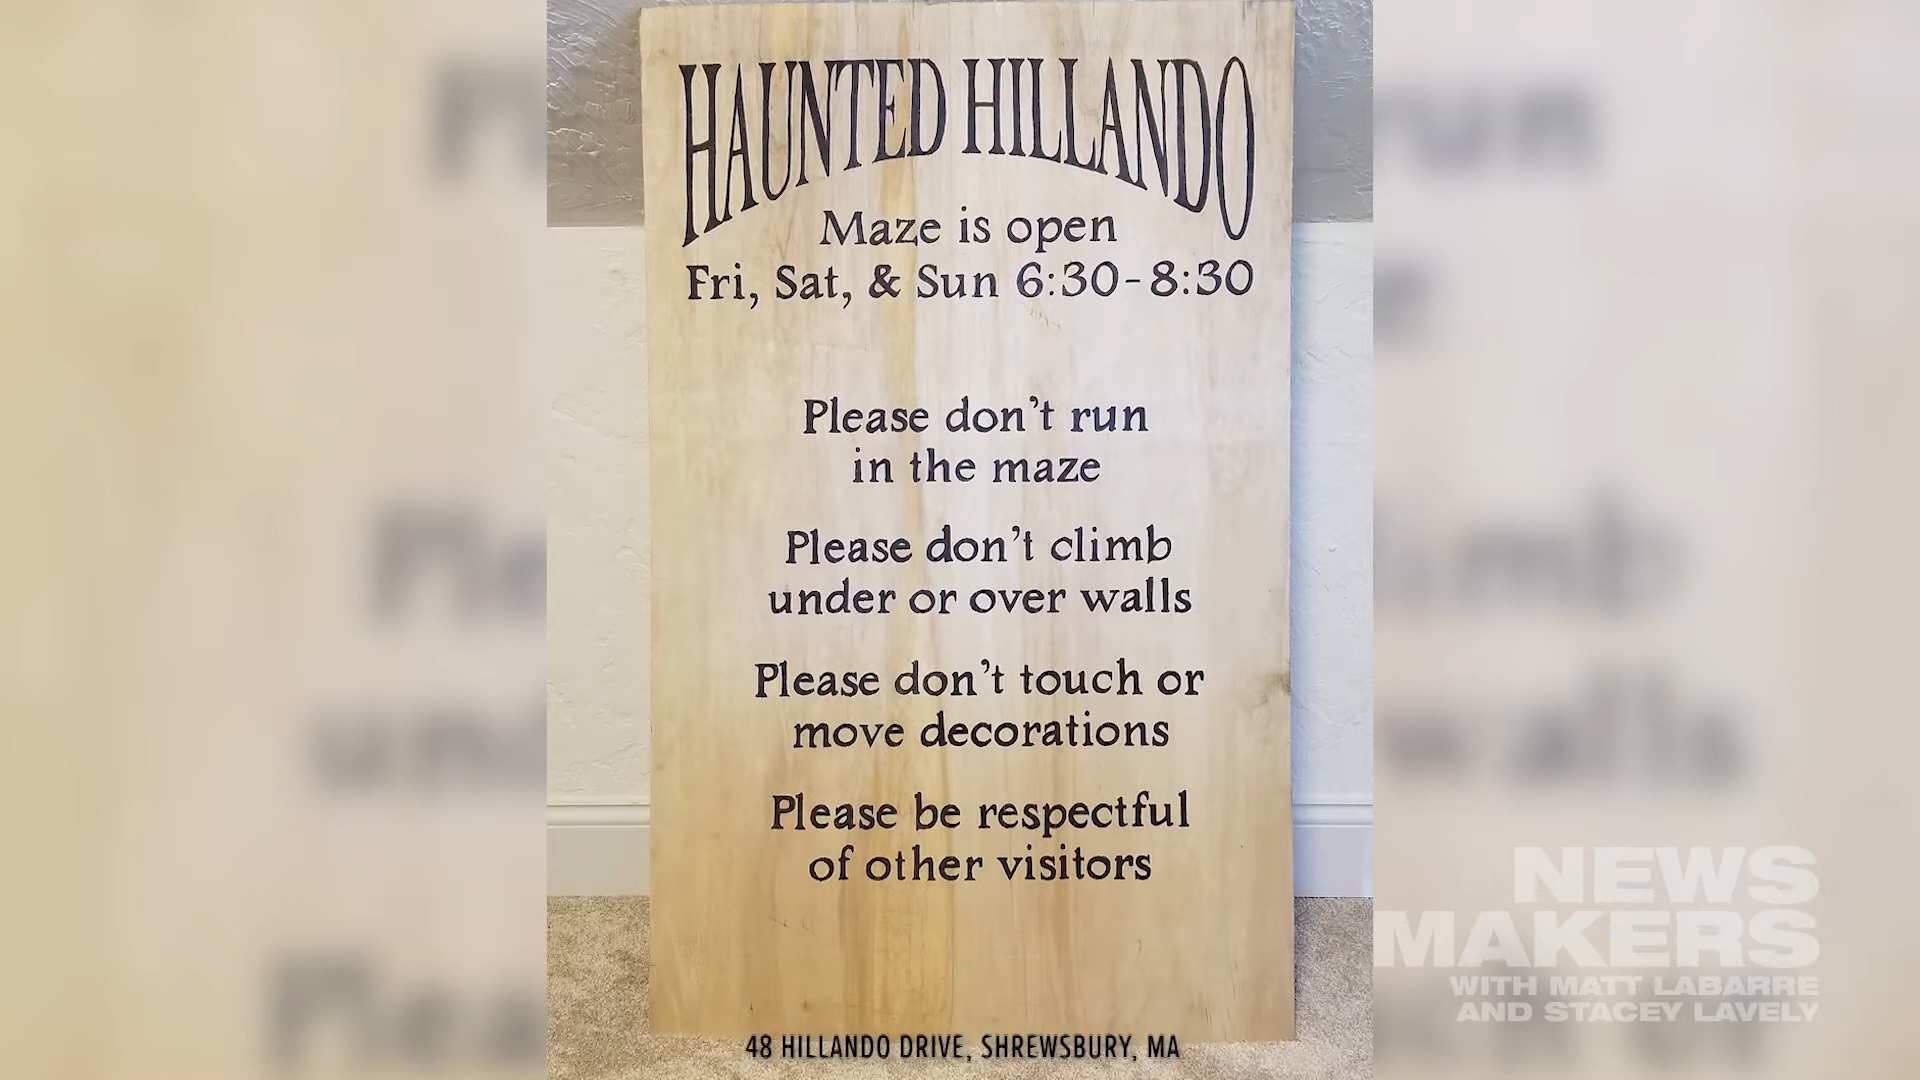 HAUNTED HILLANDO
Maze is open
Fri, Sat, & Sun 6:30-8:30
Please don't run
in the maze
Please don't climb
under or over walls
Please don't touch or
move decorations
Please be respectful
of other visitors
48 HILLANDO DRIVE, SHREWSBURY, MA
NEWS
MAKERS
WITH MATT LABARRE
AND STACEY LAVELY